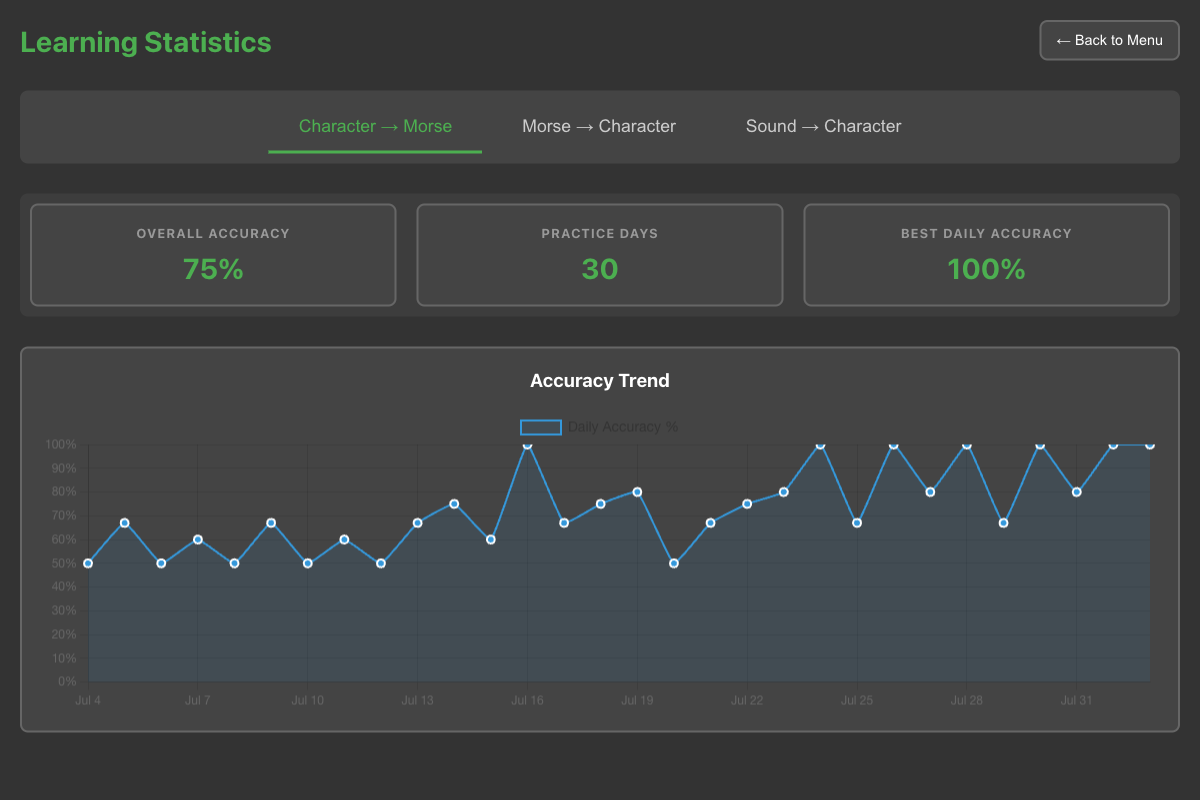 Learning Statistics
← Back to Menu
Character → Morse
Morse → Character
Sound → Character
OVERALL ACCURACY
75%
PRACTICE DAYS
30
BEST DAILY ACCURACY
100%
Accuracy Trend
Daily Accuracy %
100%
90%
80%
70%
60%
50%
40%
30%
20%
10%
0%
Jul 4 Jul 7 Jul 10 Jul 13 Jul 16 Jul 19 Jul 22 Jul 25 Jul 28 Jul 31